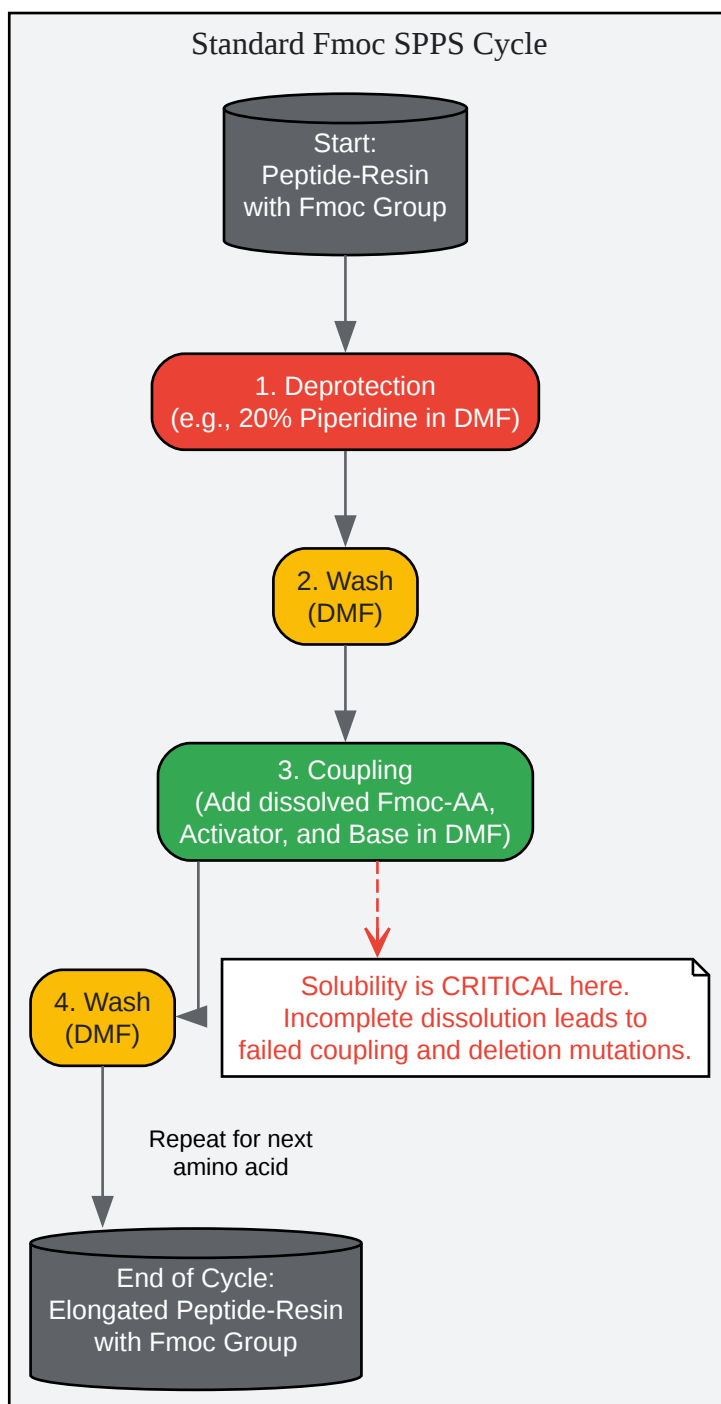 Standard Fmoc SPPS Cycle
Start:
Peptide-Resin
with Fmoc Group
1. Deprotection
(e.g., 20% Piperidine in DMF)
2. Wash
(DMF)
3. Coupling
(Add dissolved Fmoc-AA,
Activator, and Base in DMF)
Solubility is CRITICAL here.
Incomplete dissolution leads to
failed coupling and deletion mutations.
4. Wash
(DMF)
Repeat for next
amino acid
End of Cycle:
Elongated Peptide-Resin
with Fmoc Group